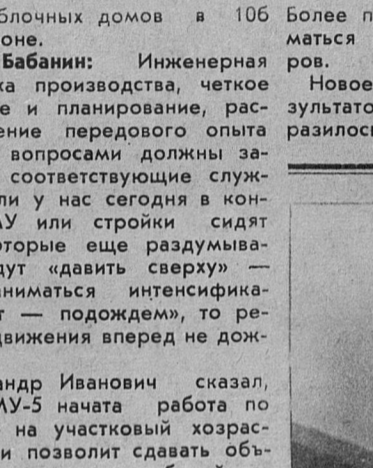 блочных домов в 106
оне.
Бабанин: Инженерная
ка производства, четкое
е и планирование, рас-
ение передового опыта
вопросами должны за-
соответствующие служ-
ли у нас сегодня в кон-
АУ или стройки сидят
оторые еще раздумыва-
дут «давить сверху» —
аниматься интенсифика-
т — подождем», то ре-
движения вперед не дож-
андр Иванович сказал,
МУ-5 начата работа по
на участковый хозрас-
и позволит сдавать объ-
Более п
маться
ров.
Новое
зультато
разилос